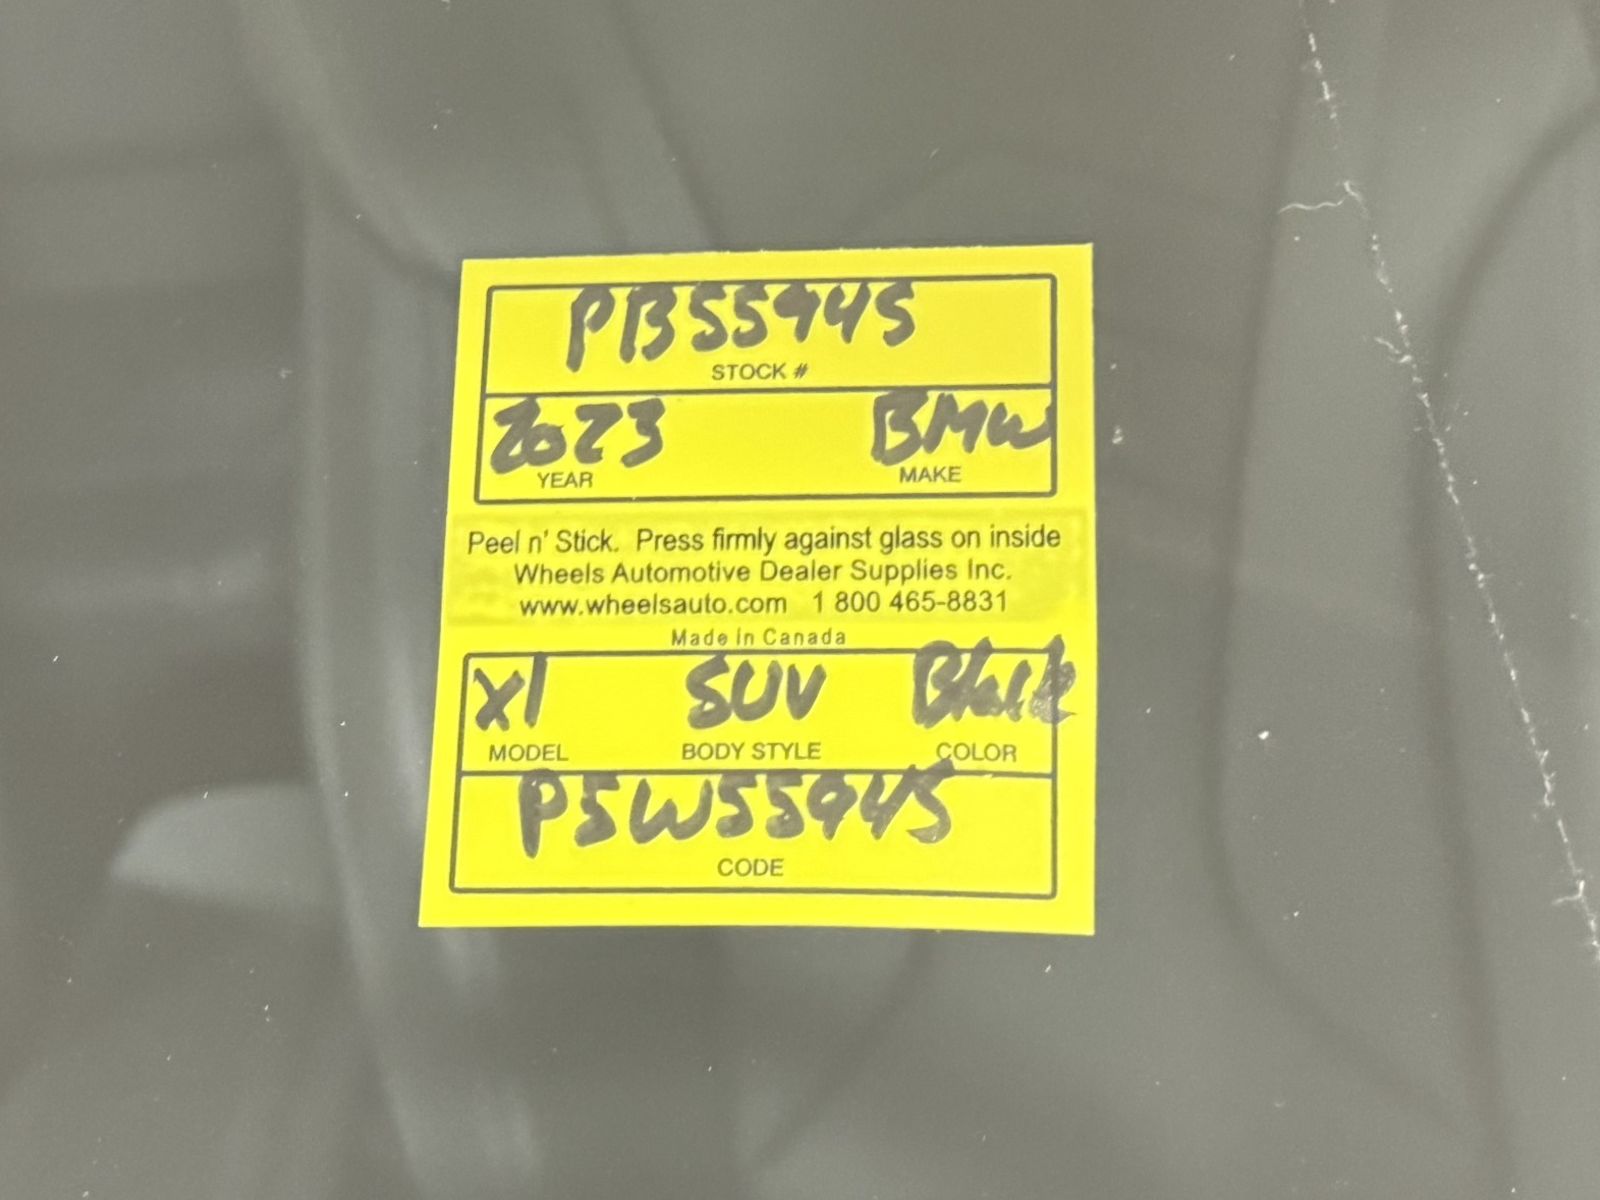 PB55945
STOCK #
2023 BMW
YEAR MAKE
Peel n' Stick. Press firmly against glass on inside
Wheels Automotive Dealer Supplies Inc.
www.wheelsauto.com 1 800 465-8831
Made in Canada
X1 SUV Black
MODEL BODY STYLE COLOR
P5W55945
CODE